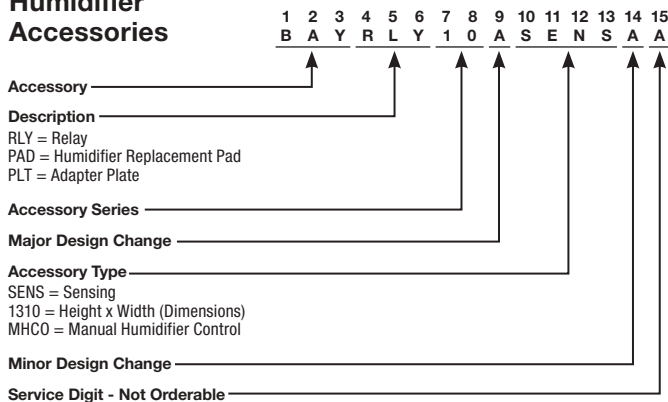 Humidifier
Accessories
1 2 3 4 5 6 7 8 9 10 11 12 13 14 15
B A Y R L Y 1 0 A S E N S A A
Accessory
Description
RLY = Relay
PAD = Humidifier Replacement Pad
PLT = Adapter Plate
Accessory Series
Major Design Change
Accessory Type
SENS = Sensing
1310 = Height x Width (Dimensions)
MHCO = Manual Humidifier Control
Minor Design Change
Service Digit - Not Orderable